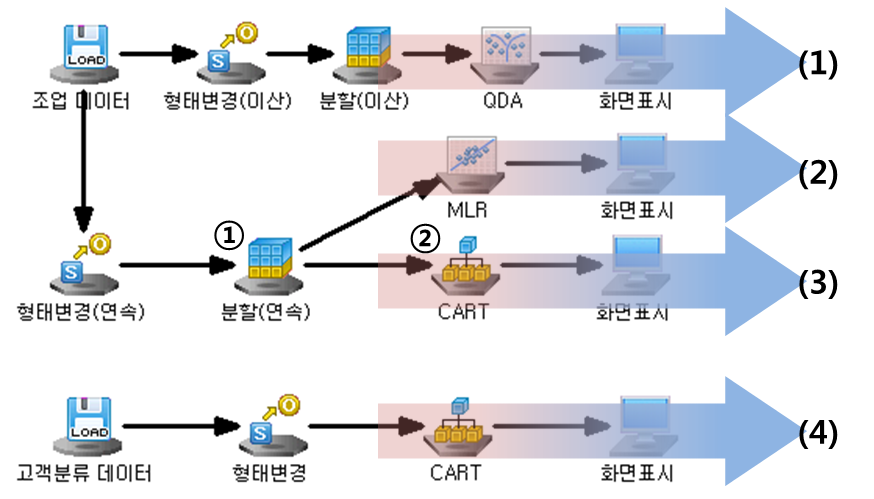 LOAD
S O
조업 데이터 형태변경(이산) 분할(이산) QDA 화면표시 (1)
MLR 화면표시 (2)
① ②
S O
형태변경(연속) 분할(연속) CART 화면표시 (3)
LOAD
S O
고객분류 데이터 형태변경 CART 화면표시 (4)